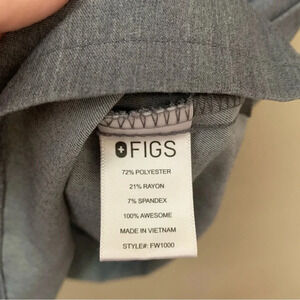 FIGS
72% POLYESTER
21% RAYON
7% SPANDEX
100% AWESOME
MADE IN VIETNAM
STYLE#: FW1000